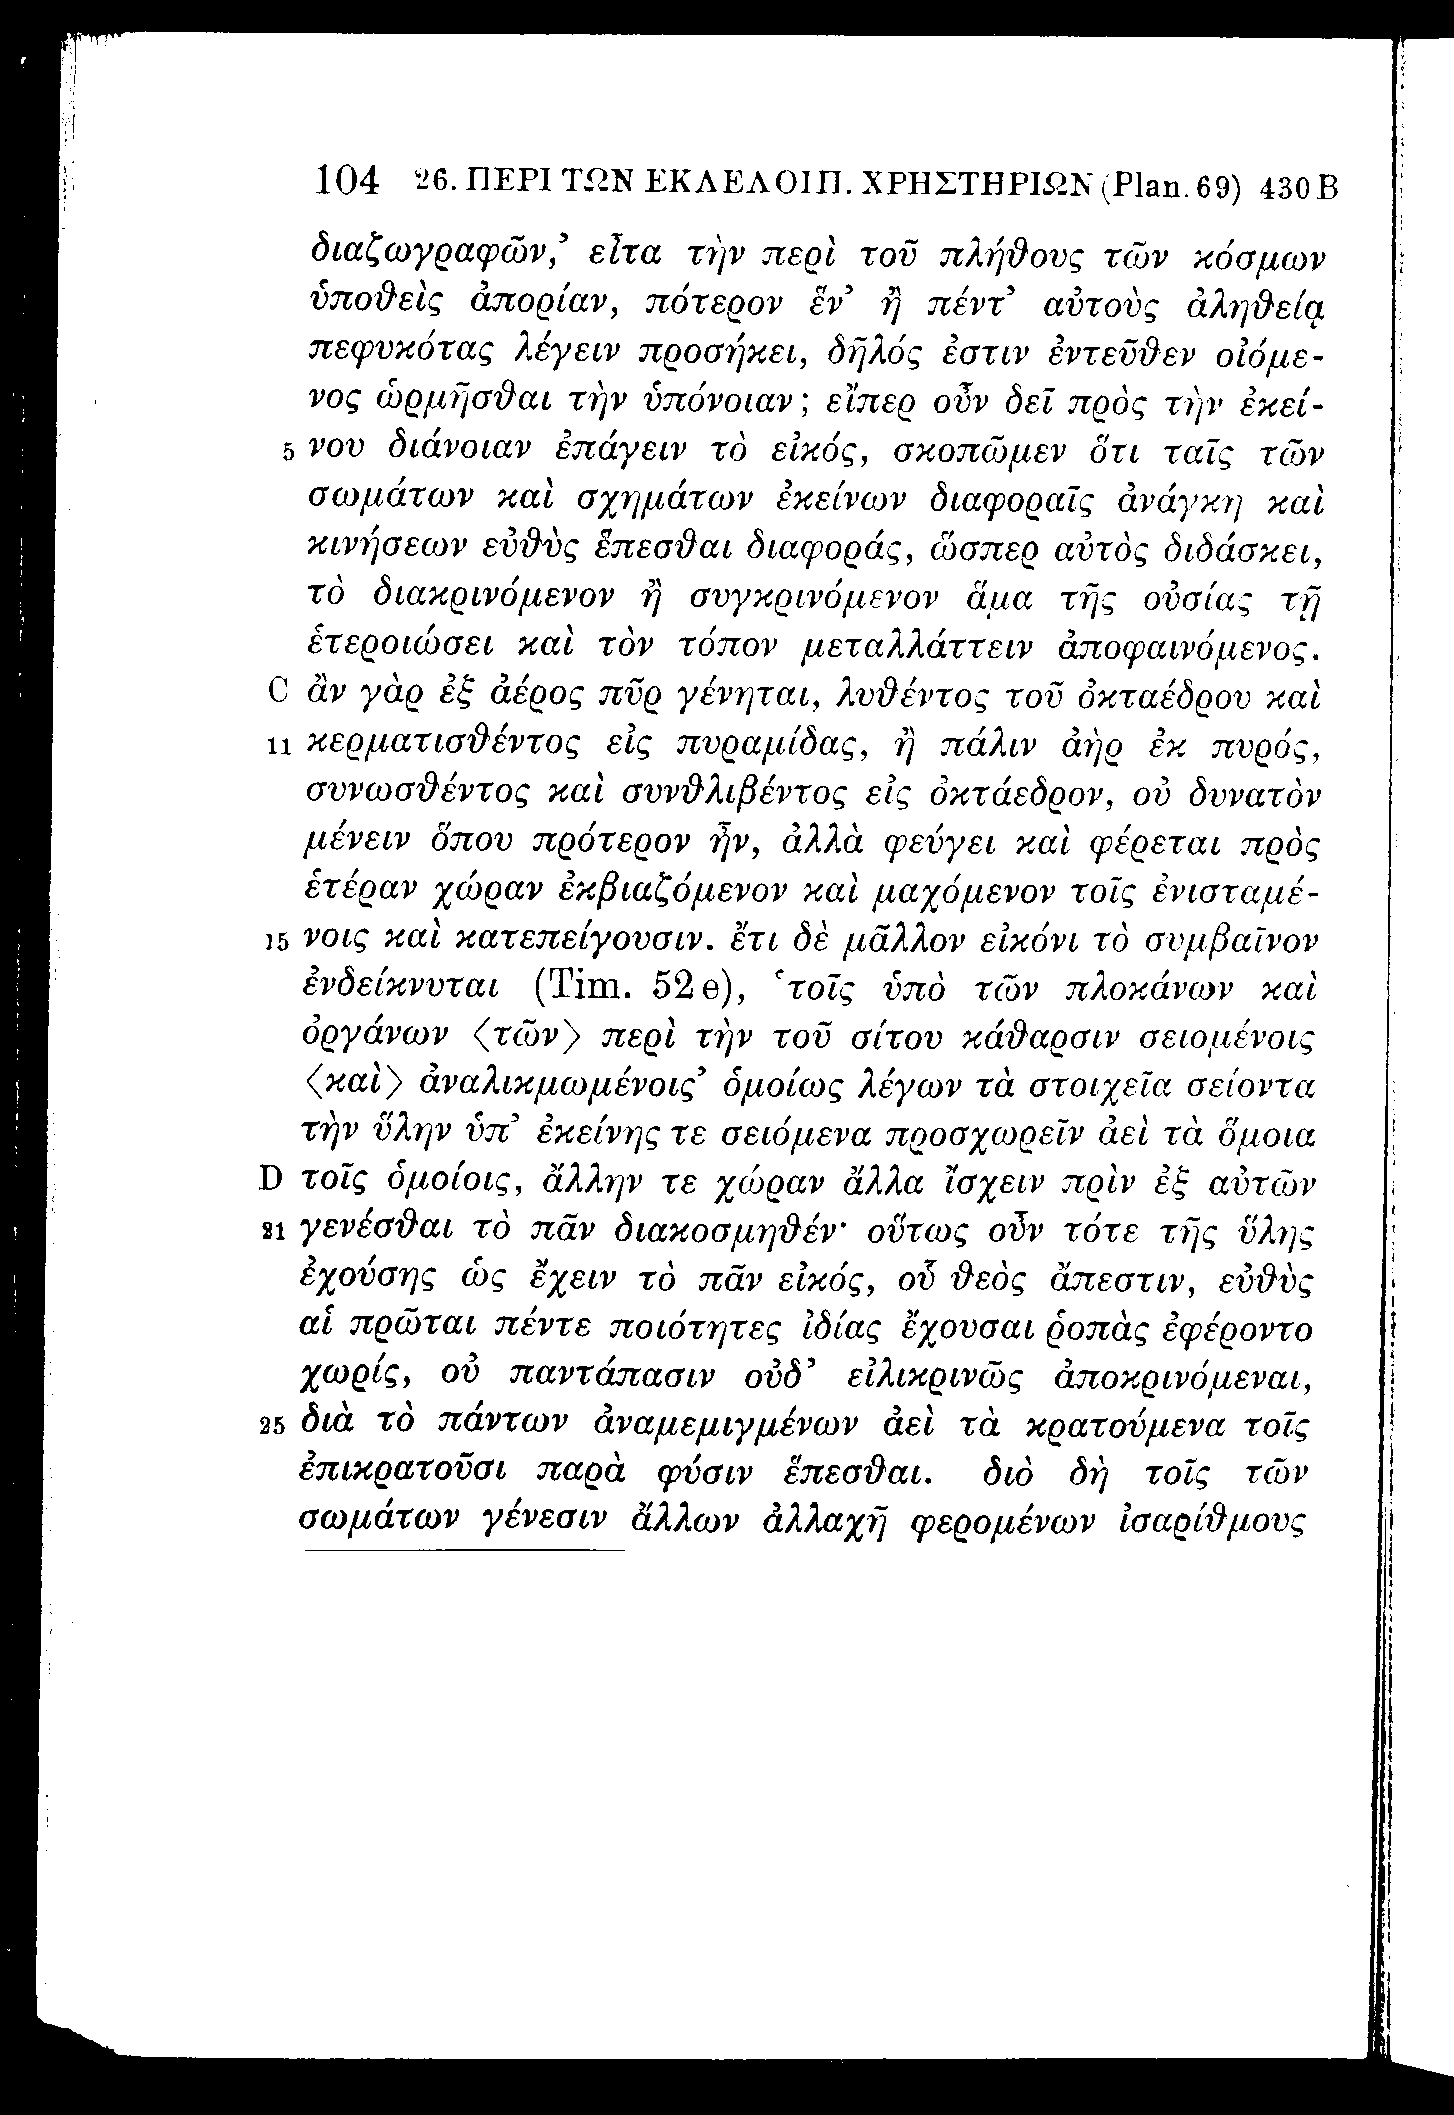 104 26. ΠΕΡΙ ΤΩΝ ΕΚΛΕΛΟΙΠ. ΧΡΗΣΤΗΡΙΩΝ (Plan. 69) 430 B
διαζωγραφῶν,’ εἶτα τὴν περὶ τοῦ πλήθους τῶν κόσμων
ὑποθεὶς ἀπορίαν, πότερον ἕν’ ἢ πέντ’ αὐτοὺς ἀληθείᾳ
πεφυκότας λέγειν προσήκει, δῆλός ἐστιν ἐντεῦθεν οἰόμε-
νος ὡρμῆσθαι τὴν ὑπόνοιαν; εἴπερ οὖν δεῖ πρὸς τὴν ἐκεί-
5 νου διάνοιαν ἐπάγειν τὸ εἰκός, σκοπῶμεν ὅτι ταῖς τῶν
σωμάτων καὶ σχημάτων ἐκείνων διαφοραῖς ἀνάγκη καὶ
κινήσεων εὐθὺς ἕπεσθαι διαφοράς, ὥσπερ αὐτὸς διδάσκει,
τὸ διακρινόμενον ἢ συγκρινόμενον ἅμα τῆς οὐσίας τῇ
ἑτεροιώσει καὶ τὸν τόπον μεταλλάττειν ἀποφαινόμενος.
C ἂν γὰρ ἐξ ἀέρος πῦρ γένηται, λυθέντος τοῦ ὀκταέδρου καὶ
11 κερματισθέντος εἰς πυραμίδας, ἢ πάλιν ἀὴρ ἐκ πυρός,
συνωσθέντος καὶ συνθλιβέντος εἰς ὀκτάεδρον, οὐ δυνατὸν
μένειν ὅπου πρότερον ἦν, ἀλλὰ φεύγει καὶ φέρεται πρὸς
ἑτέραν χώραν ἐκβιαζόμενον καὶ μαχόμενον τοῖς ἐνισταμέ-
15 νοις καὶ κατεπείγουσιν. ἔτι δὲ μᾶλλον εἰκόνι τὸ συμβαῖνον
ἐνδείκνυται (Tim. 52 e), ‘τοῖς ὑπὸ τῶν πλοκάνων καὶ
ὀργάνων ⟨τῶν⟩ περὶ τὴν τοῦ σίτου κάθαρσιν σειομένοις
⟨καὶ⟩ ἀναλικμωμένοις’ ὁμοίως λέγων τὰ στοιχεῖα σείοντα
τὴν ὕλην ὑπ’ ἐκείνης τε σειόμενα προσχωρεῖν ἀεὶ τὰ ὅμοια
D τοῖς ὁμοίοις, ἄλλην τε χώραν ἄλλα ἴσχειν πρὶν ἐξ αὐτῶν
21 γενέσθαι τὸ πᾶν διακοσμηθέν· οὕτως οὖν τότε τῆς ὕλης
ἐχούσης ὡς ἔχειν τὸ πᾶν εἰκός, οὗ θεὸς ἄπεστιν, εὐθὺς
αἱ πρῶται πέντε ποιότητες ἰδίας ἔχουσαι ῥοπὰς ἐφέροντο
χωρίς, οὐ παντάπασιν οὐδ’ εἰλικρινῶς ἀποκρινόμεναι,
25 διὰ τὸ πάντων ἀναμεμιγμένων ἀεὶ τὰ κρατούμενα τοῖς
ἐπικρατοῦσι παρὰ φύσιν ἕπεσθαι. διὸ δὴ τοῖς τῶν
σωμάτων γένεσιν ἄλλων ἀλλαχῇ φερομένων ἰσαρίθμους